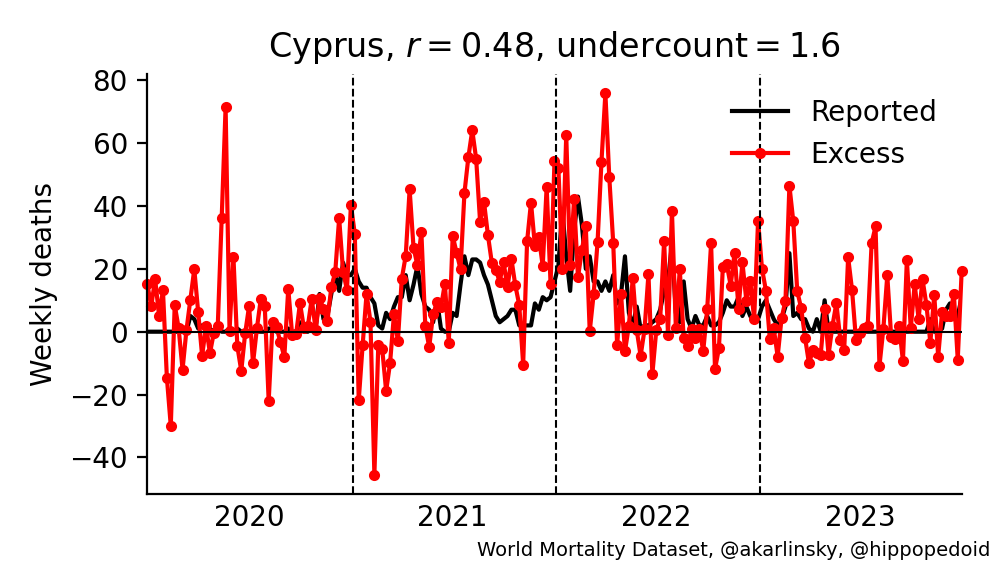 Cyprus, r = 0.48, undercount = 1.6
Weekly deaths
80
60
40
20
0
−20
−40
Reported
Excess
2020 2021 2022 2023
World Mortality Dataset, @akarlinsky, @hippopedoid